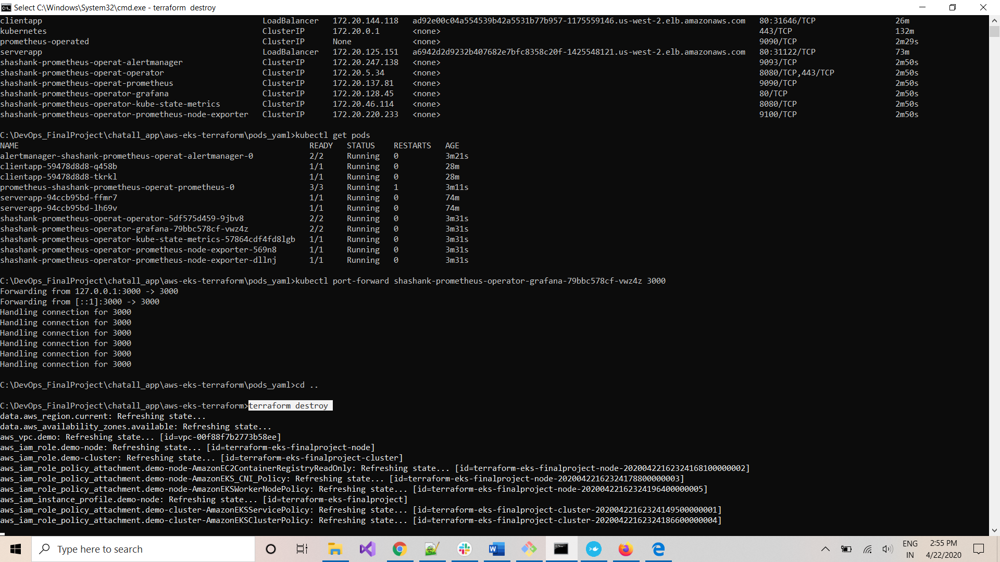 Select C:\Windows\System32\cmd.exe - terraform  destroy
clientapp LoadBalancer 172.20.144.118 ad92e00c04a554539b42a5531b77b957-1175559146.us-west-2.elb.amazonaws.com 80:31646/TCP 26m
kubernetes ClusterIP 172.20.0.1 <none> 443/TCP 132m
prometheus-operated ClusterIP None <none> 9090/TCP 2m29s
serverapp LoadBalancer 172.20.125.151 a6942d2d9232b407682e7bfc8358c20f-1425548121.us-west-2.elb.amazonaws.com 80:31122/TCP 73m
shashank-prometheus-operat-alertmanager ClusterIP 172.20.247.138 <none> 9093/TCP 2m50s
shashank-prometheus-operat-operator ClusterIP 172.20.5.34 <none> 8080/TCP,443/TCP 2m50s
shashank-prometheus-operat-prometheus ClusterIP 172.20.137.81 <none> 9090/TCP 2m50s
shashank-prometheus-operator-grafana ClusterIP 172.20.128.45 <none> 80/TCP 2m50s
shashank-prometheus-operator-kube-state-metrics ClusterIP 172.20.46.114 <none> 8080/TCP 2m50s
shashank-prometheus-operator-prometheus-node-exporter ClusterIP 172.20.220.233 <none> 9100/TCP 2m50s
C:\DevOps_FinalProject\chatall_app\aws-eks-terraform\pods_yaml>kubectl get pods
NAME READY STATUS RESTARTS AGE
alertmanager-shashank-prometheus-operat-alertmanager-0 2/2 Running 0 3m21s
clientapp-59478d8d8-q458b 1/1 Running 0 28m
clientapp-59478d8d8-tkrkl 1/1 Running 0 28m
prometheus-shashank-prometheus-operat-prometheus-0 3/3 Running 1 3m11s
serverapp-94ccb95bd-ffmr7 1/1 Running 0 74m
serverapp-94ccb95bd-lh69v 1/1 Running 0 74m
shashank-prometheus-operat-operator-5df575d459-9jbv8 2/2 Running 0 3m31s
shashank-prometheus-operator-grafana-79bbc578cf-vwz4z 2/2 Running 0 3m31s
shashank-prometheus-operator-kube-state-metrics-57864cdf4fd8lgb 1/1 Running 0 3m31s
shashank-prometheus-operator-prometheus-node-exporter-569n8 1/1 Running 0 3m31s
shashank-prometheus-operator-prometheus-node-exporter-dllnj 1/1 Running 0 3m31s
C:\DevOps_FinalProject\chatall_app\aws-eks-terraform\pods_yaml>kubectl port-forward shashank-prometheus-operator-grafana-79bbc578cf-vwz4z 3000
Forwarding from 127.0.0.1:3000 -> 3000
Forwarding from [::1]:3000 -> 3000
Handling connection for 3000
Handling connection for 3000
Handling connection for 3000
Handling connection for 3000
Handling connection for 3000
Handling connection for 3000
C:\DevOps_FinalProject\chatall_app\aws-eks-terraform\pods_yaml>cd ..
C:\DevOps_FinalProject\chatall_app\aws-eks-terraform>terraform destroy
data.aws_region.current: Refreshing state...
data.aws_availability_zones.available: Refreshing state...
aws_vpc.demo: Refreshing state... [id=vpc-00f88f7b2773b58ee]
aws_iam_role.demo-node: Refreshing state... [id=terraform-eks-finalproject-node]
aws_iam_role.demo-cluster: Refreshing state... [id=terraform-eks-finalproject-cluster]
aws_iam_role_policy_attachment.demo-node-AmazonEC2ContainerRegistryReadOnly: Refreshing state... [id=terraform-eks-finalproject-node-20200422162324168100000002]
aws_iam_role_policy_attachment.demo-node-AmazonEKS_CNI_Policy: Refreshing state... [id=terraform-eks-finalproject-node-20200422162324178800000003]
aws_iam_role_policy_attachment.demo-node-AmazonEKSWorkerNodePolicy: Refreshing state... [id=terraform-eks-finalproject-node-20200422162324196400000005]
aws_iam_instance_profile.demo-node: Refreshing state... [id=terraform-eks-finalproject]
aws_iam_role_policy_attachment.demo-cluster-AmazonEKSServicePolicy: Refreshing state... [id=terraform-eks-finalproject-cluster-20200422162324149500000001]
aws_iam_role_policy_attachment.demo-cluster-AmazonEKSClusterPolicy: Refreshing state... [id=terraform-eks-finalproject-cluster-20200422162324186600000004]
Type here to search
ENG
IN
2:55 PM
4/22/2020